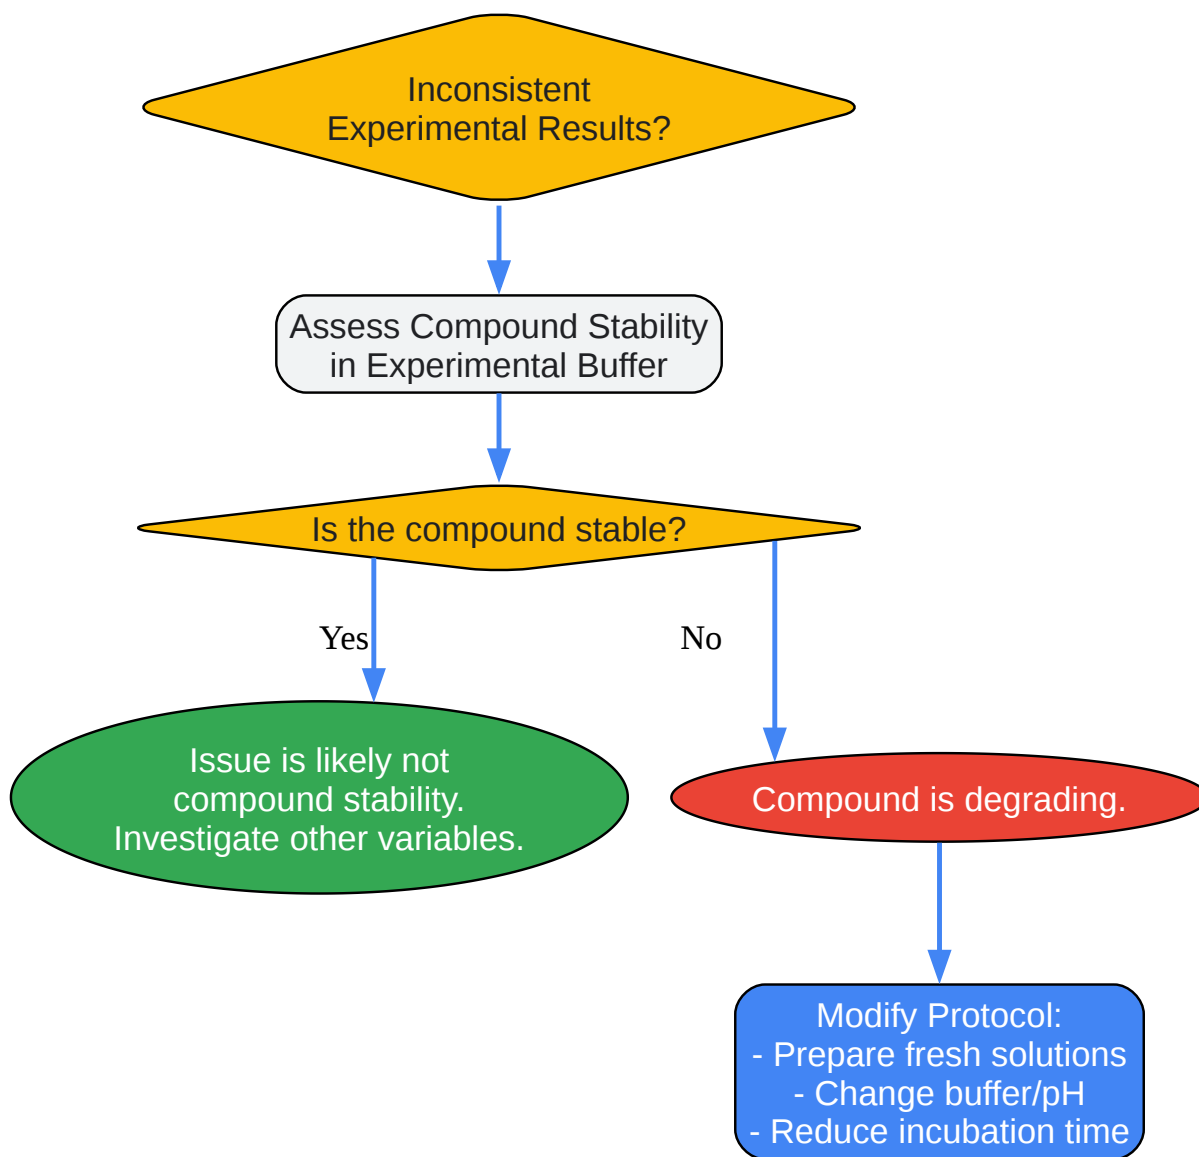 Inconsistent
Experimental Results?
Assess Compound Stability
in Experimental Buffer
Is the compound stable?
Yes
No
Issue is likely not
compound stability.
Investigate other variables.
Compound is degrading.
Modify Protocol:
- Prepare fresh solutions
- Change buffer/pH
- Reduce incubation time